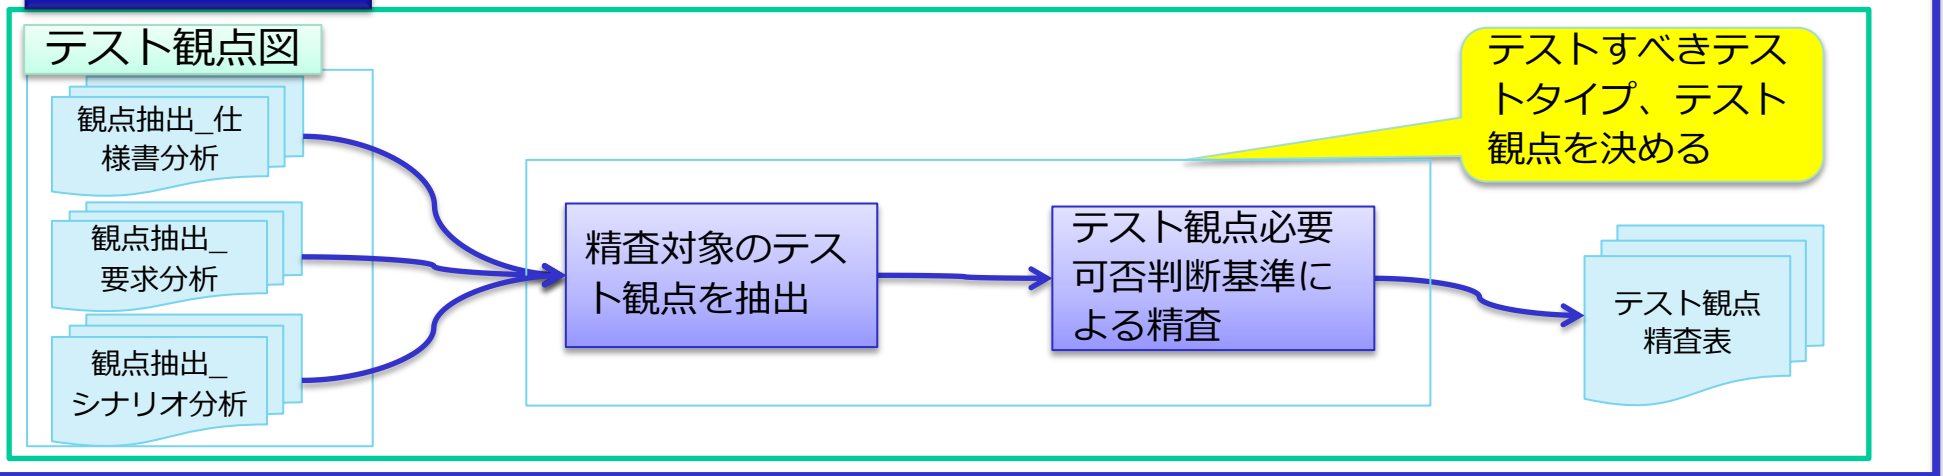 テスト観点図
観点抽出_仕
様書分析
観点抽出_
要求分析
観点抽出_
シナリオ分析
精査対象のテス
ト観点を抽出
テスト観点必要
可否判断基準に
よる精査
テストすべきテス
トタイプ、テスト
観点を決める
テスト観点
精査表